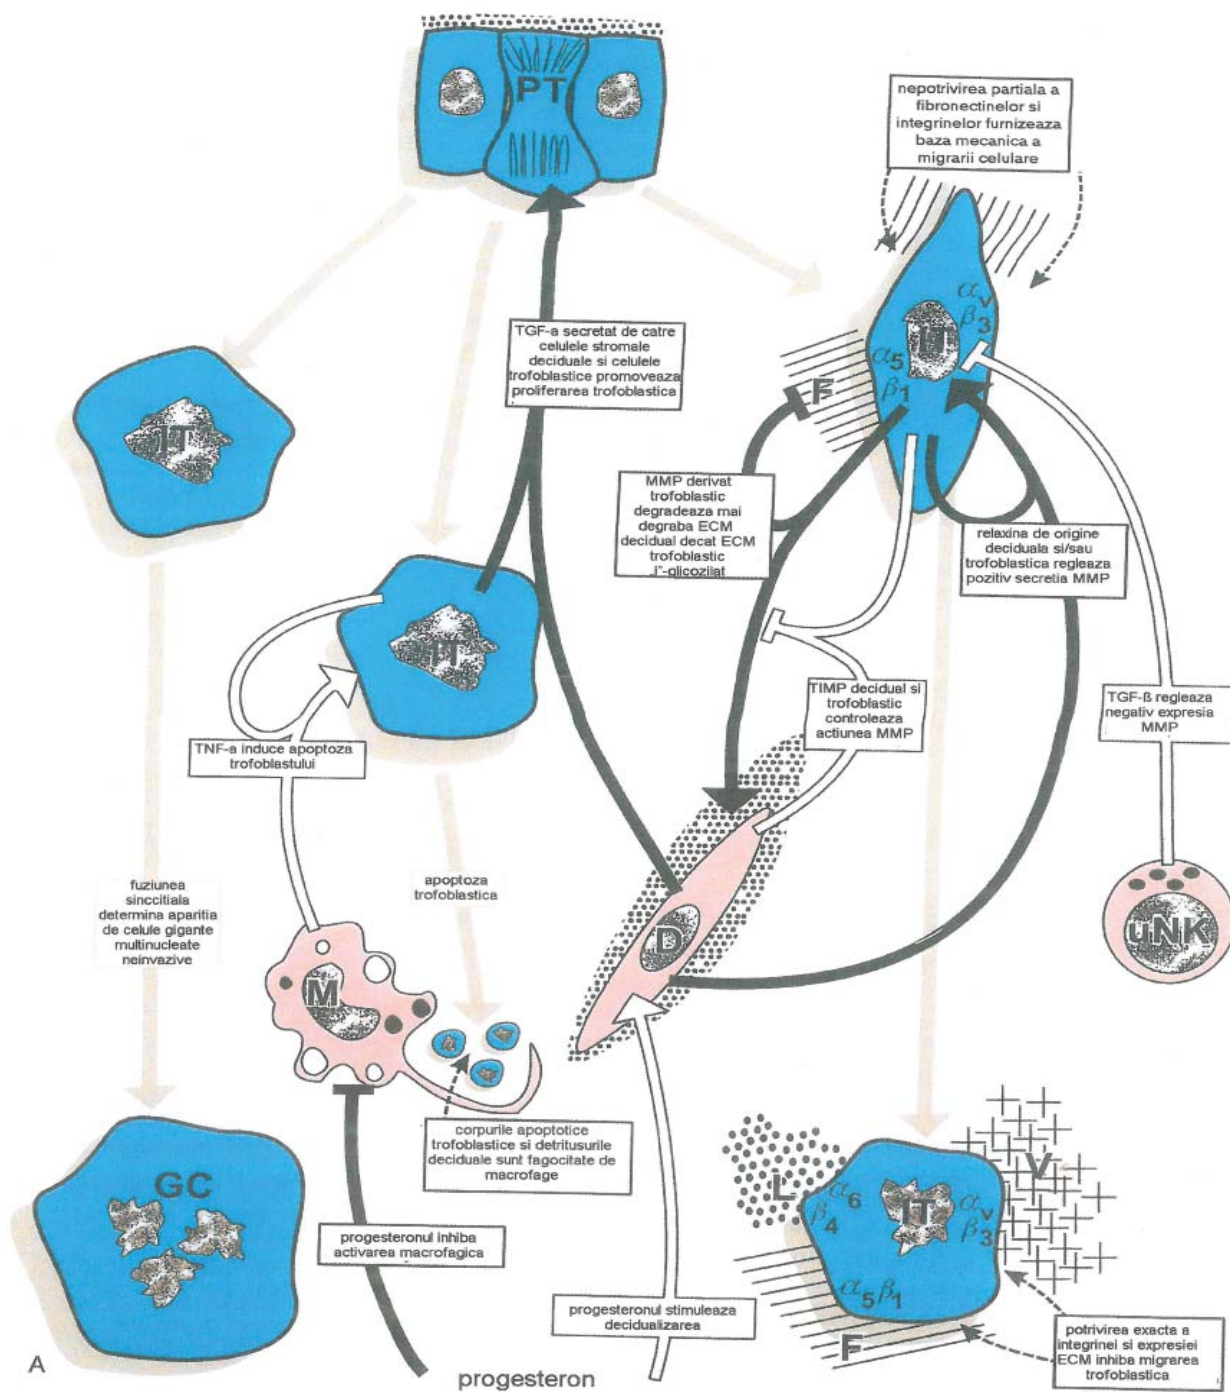 PT
nepotrivirea partiala a
fibronectinelor si
integrinelor furnizeaza
baza mecanica a
migrarii celulare
αv
β3
IT
α5
β1
F
TGF-a secretat de catre
celulele stromale
deciduale si celulele
trofoblastice promoveaza
proliferarea trofoblastica
IT
MMP derivat
trofoblastic
degradeaza mai
degraba ECM
decidual decat ECM
trofoblastic
„i”-glicozilat
relaxina de origine
deciduala si/sau
trofoblastica regleaza
pozitiv secretia MMP
IT
TIMP decidual si
trofoblastic
controleaza
actiunea MMP
TGF-ß regleaza
negativ expresia
MMP
TNF-a induce apoptoza
trofoblastului
fuziunea
sinccitiala
determina aparitia
de celule gigante
multinucleate
neinvazive
apoptoza
trofoblastica
D
uNK
M
corpurile apoptotice
trofoblastice si detritusurile
deciduale sunt fagocitate de
macrofage
L
V
α6
β4
IT
αv
β3
GC
progesteronul inhiba
activarea macrofagica
α5β1
progesteronul stimuleaza
decidualizarea
F
potrivirea exacta a
integrinei si expresiei
ECM inhiba migrarea
trofoblastica
A
progesteron